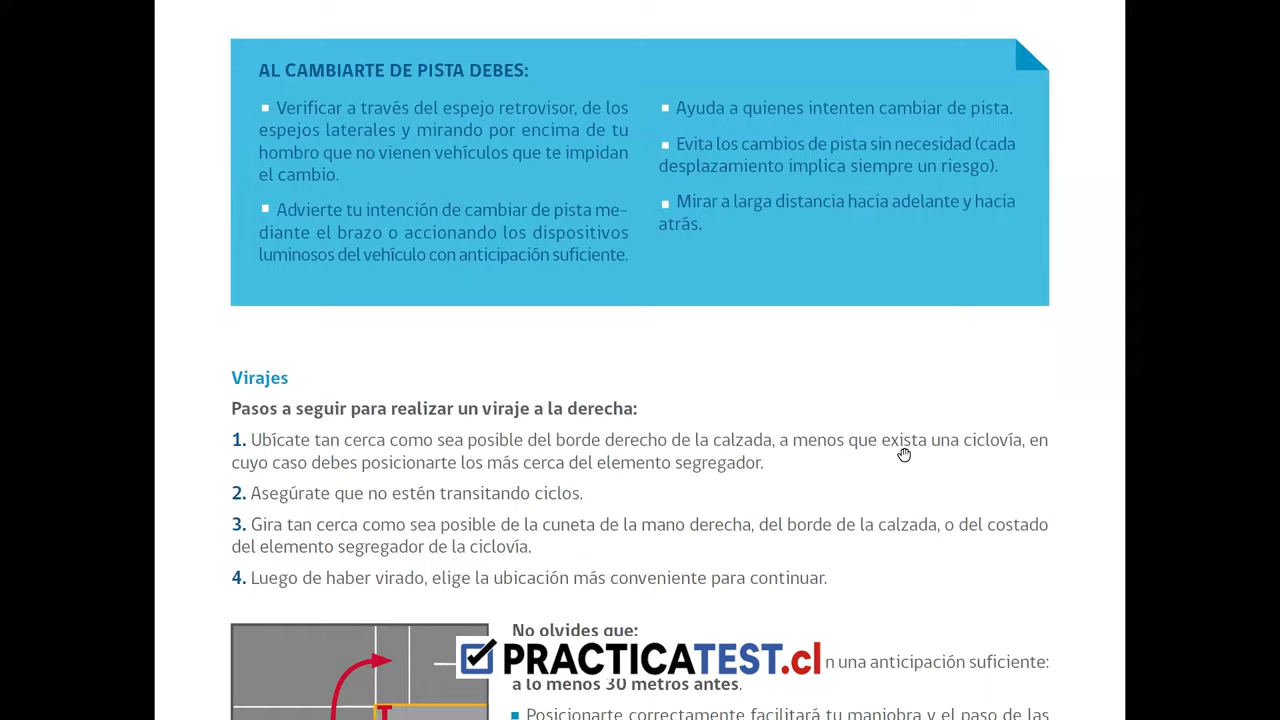 AL CAMBIARTE DE PISTA DEBES:
Verificar a través del espejo retrovisor, de los
espejos laterales y mirando por encima de tu
hombro que no vienen vehículos que te impidan
el cambio.
Advierte tu intención de cambiar de pista me-
diante el brazo o accionando los dispositivos
luminosos del vehículo con anticipación suficiente.
Ayuda a quienes intenten cambiar de pista.
Evita los cambios de pista sin necesidad (cada
desplazamiento implica siempre un riesgo).
Mirar a larga distancia hacia adelante y hacia
atrás.
Virajes
Pasos a seguir para realizar un viraje a la derecha:
1. Ubícate tan cerca como sea posible del borde derecho de la calzada, a menos que exista una ciclovía, en
cuyo caso debes posicionarte los más cerca del elemento segregador.
2. Asegúrate que no estén transitando ciclos.
3. Gira tan cerca como sea posible de la cuneta de la mano derecha, del borde de la calzada, o del costado
del elemento segregador de la ciclovía.
4. Luego de haber virado, elige la ubicación más conveniente para continuar.
No olvides que:
PRACTICATEST.cl
n una anticipación suficiente:
a lo menos 30 metros antes.
Posicionarte correctamente facilitará tu maniobra y el paso de las